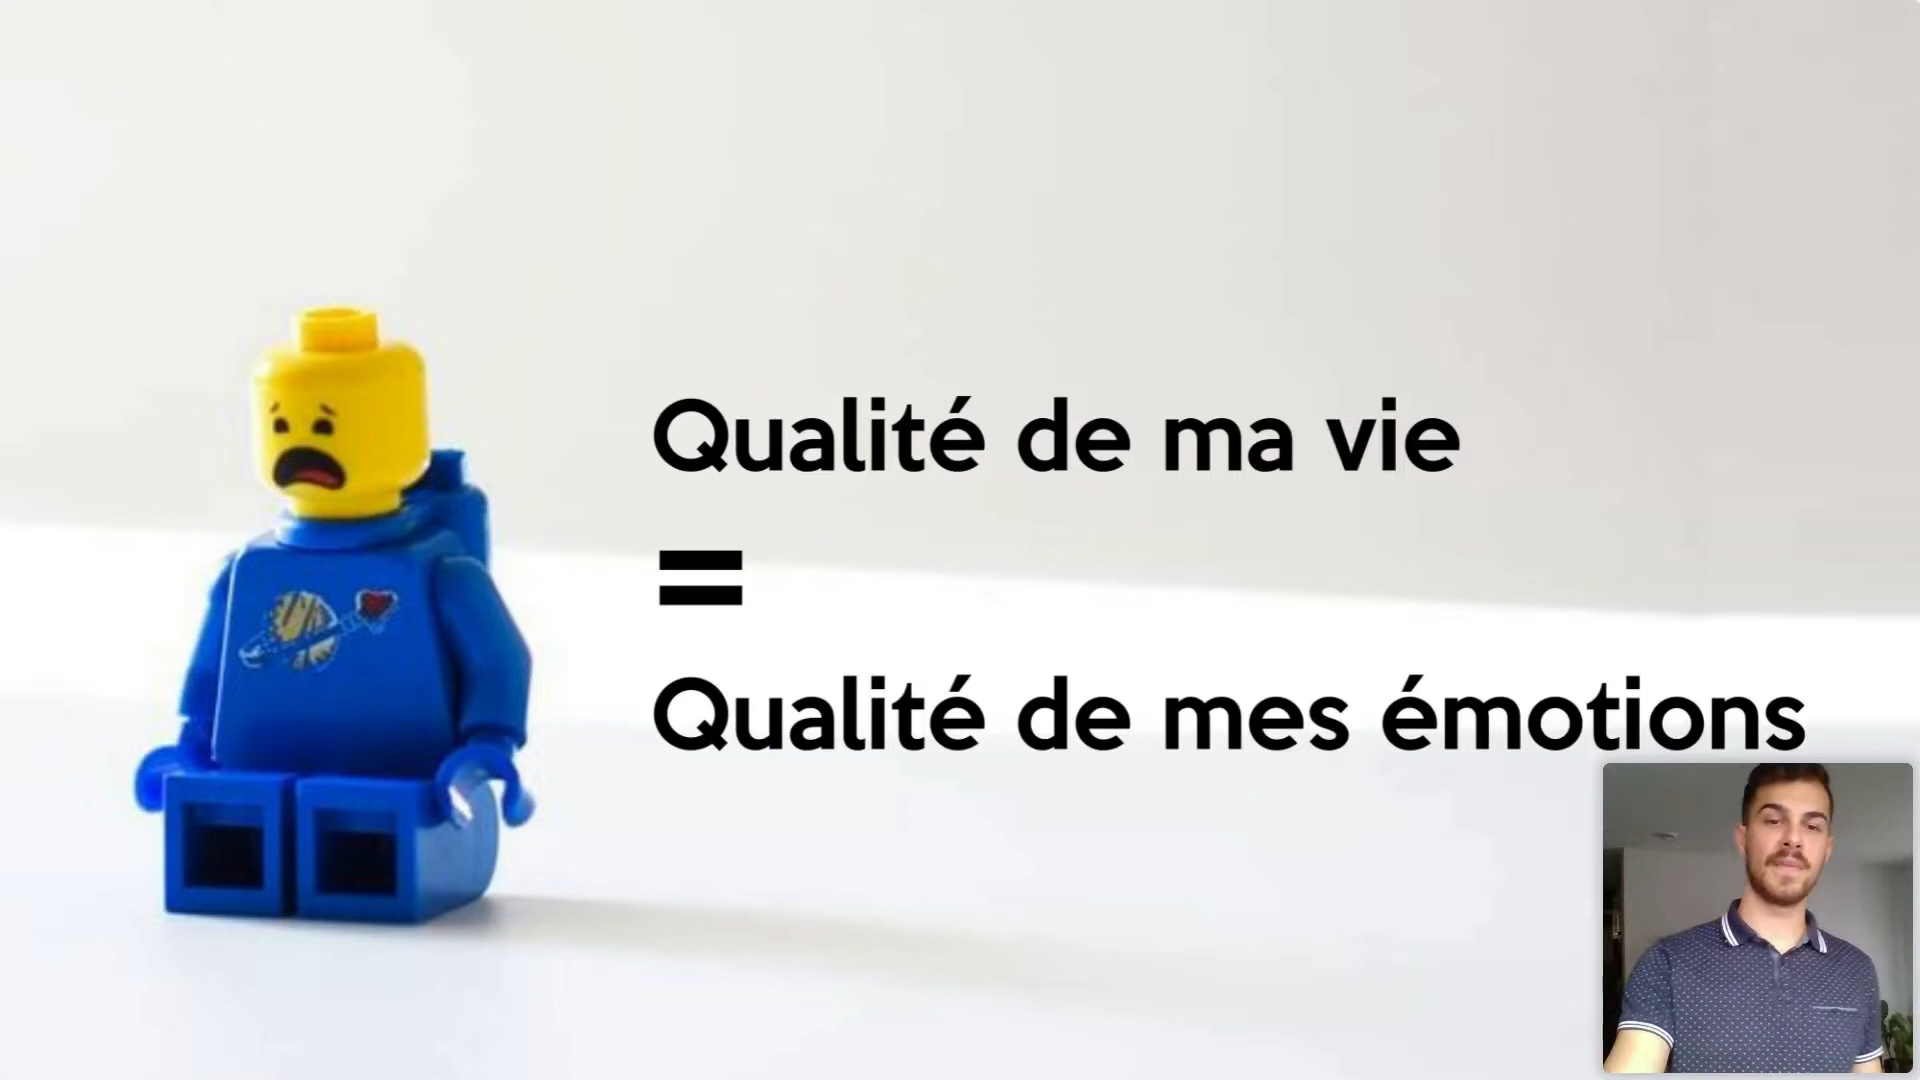 Qualité de ma vie
=
Qualité de mes émotions